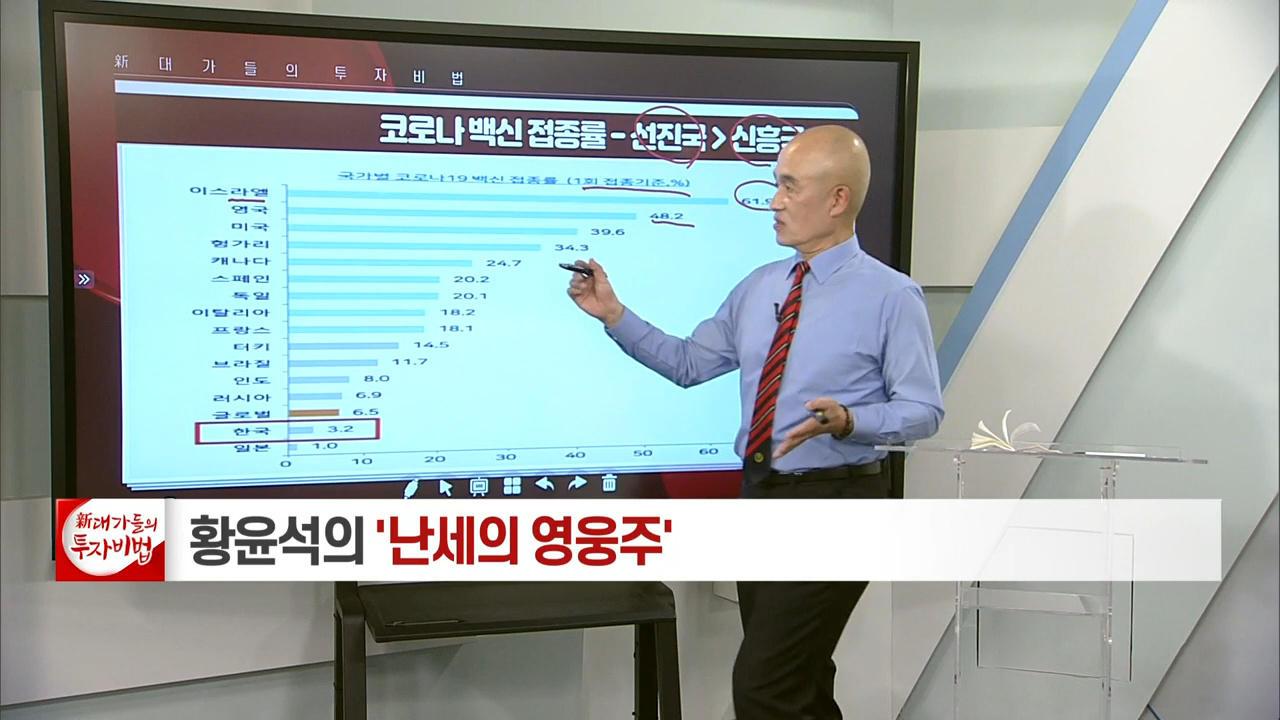 新 대 가 들 의 투 자 비 법
코로나 백신 접종률 - 선진국 > 신흥국
국가별 코로나19 백신 접종률 (1회 접종기준,%)
이스라엘 61.9
영국 48.2
미국 39.6
헝가리 34.3
캐나다 24.7
스페인 20.2
독일 20.1
이탈리아 18.2
프랑스 18.1
터키 14.5
브라질 11.7
인도 8.0
러시아 6.9
글로벌 6.5
한국 3.2
일본 1.0
0 10 20 30 40 50 60
新대가들의
투자비법
황윤석의 '난세의 영웅주'